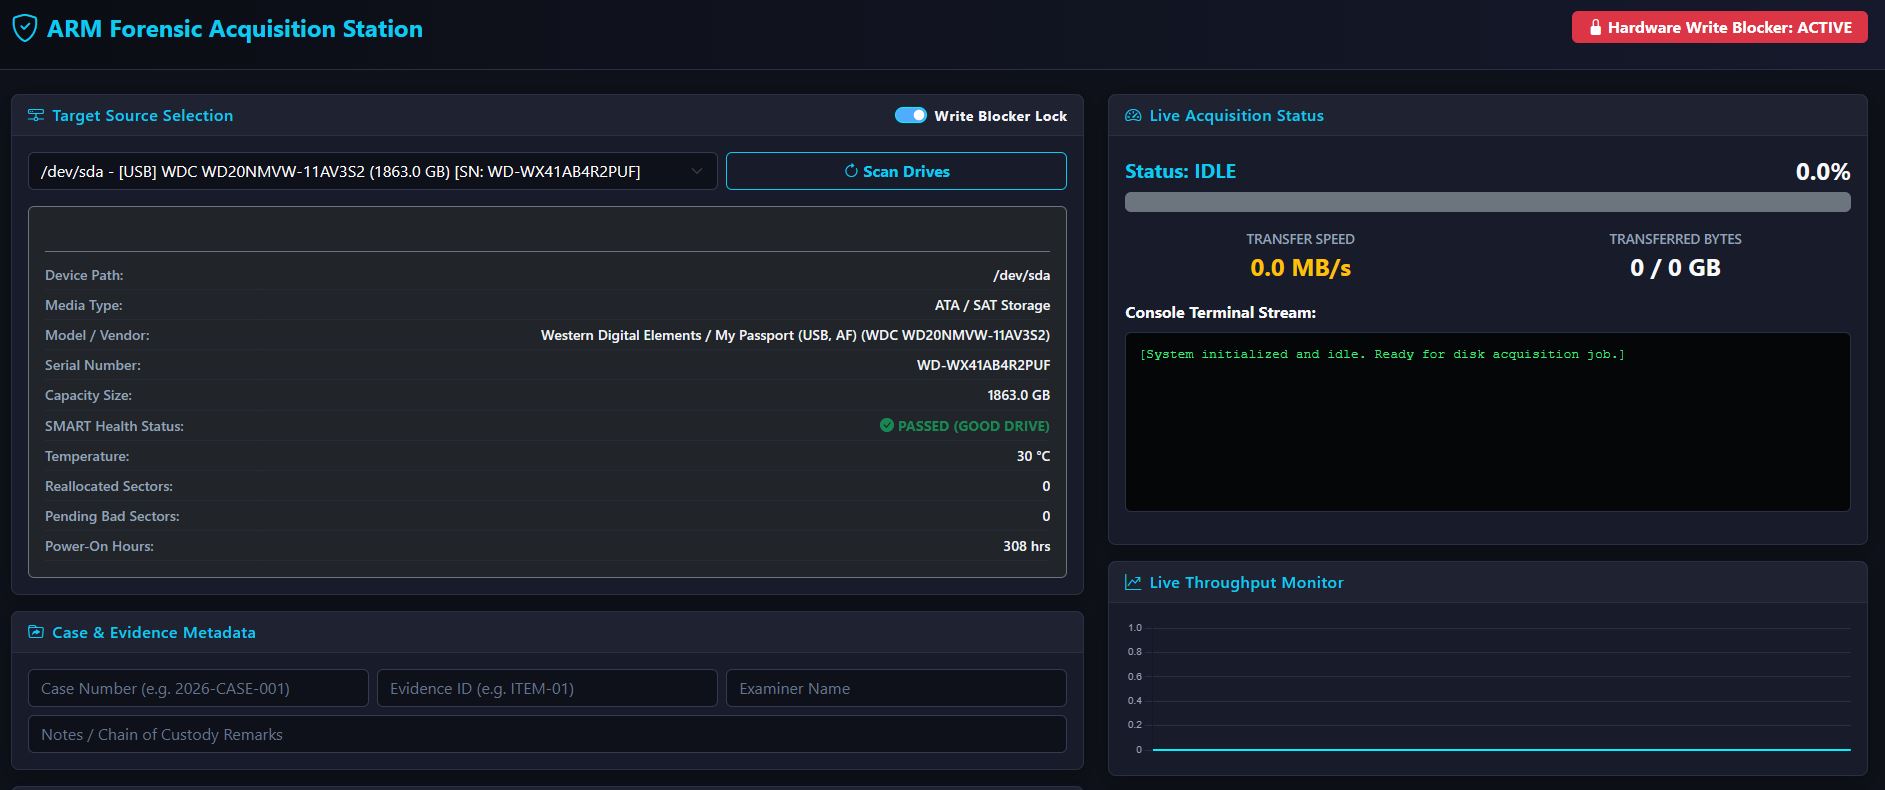 ARM Forensic Acquisition Station
Hardware Write Blocker: ACTIVE
Target Source Selection
Write Blocker Lock
/dev/sda - [USB] WDC WD20NMVW-11AV3S2 (1863.0 GB) [SN: WD-WX41AB4R2PUF]
Scan Drives
Device Path: /dev/sda
Media Type: ATA / SAT Storage
Model / Vendor: Western Digital Elements / My Passport (USB, AF) (WDC WD20NMVW-11AV3S2)
Serial Number: WD-WX41AB4R2PUF
Capacity Size: 1863.0 GB
SMART Health Status: PASSED (GOOD DRIVE)
Temperature: 30 °C
Reallocated Sectors: 0
Pending Bad Sectors: 0
Power-On Hours: 308 hrs
Case & Evidence Metadata
Case Number (e.g. 2026-CASE-001)
Evidence ID (e.g. ITEM-01)
Examiner Name
Notes / Chain of Custody Remarks
Live Acquisition Status
Status: IDLE 0.0%
TRANSFER SPEED
0.0 MB/s
TRANSFERRED BYTES
0 / 0 GB
Console Terminal Stream:
[System initialized and idle. Ready for disk acquisition job.]
Live Throughput Monitor
1.0
0.8
0.6
0.4
0.2
0